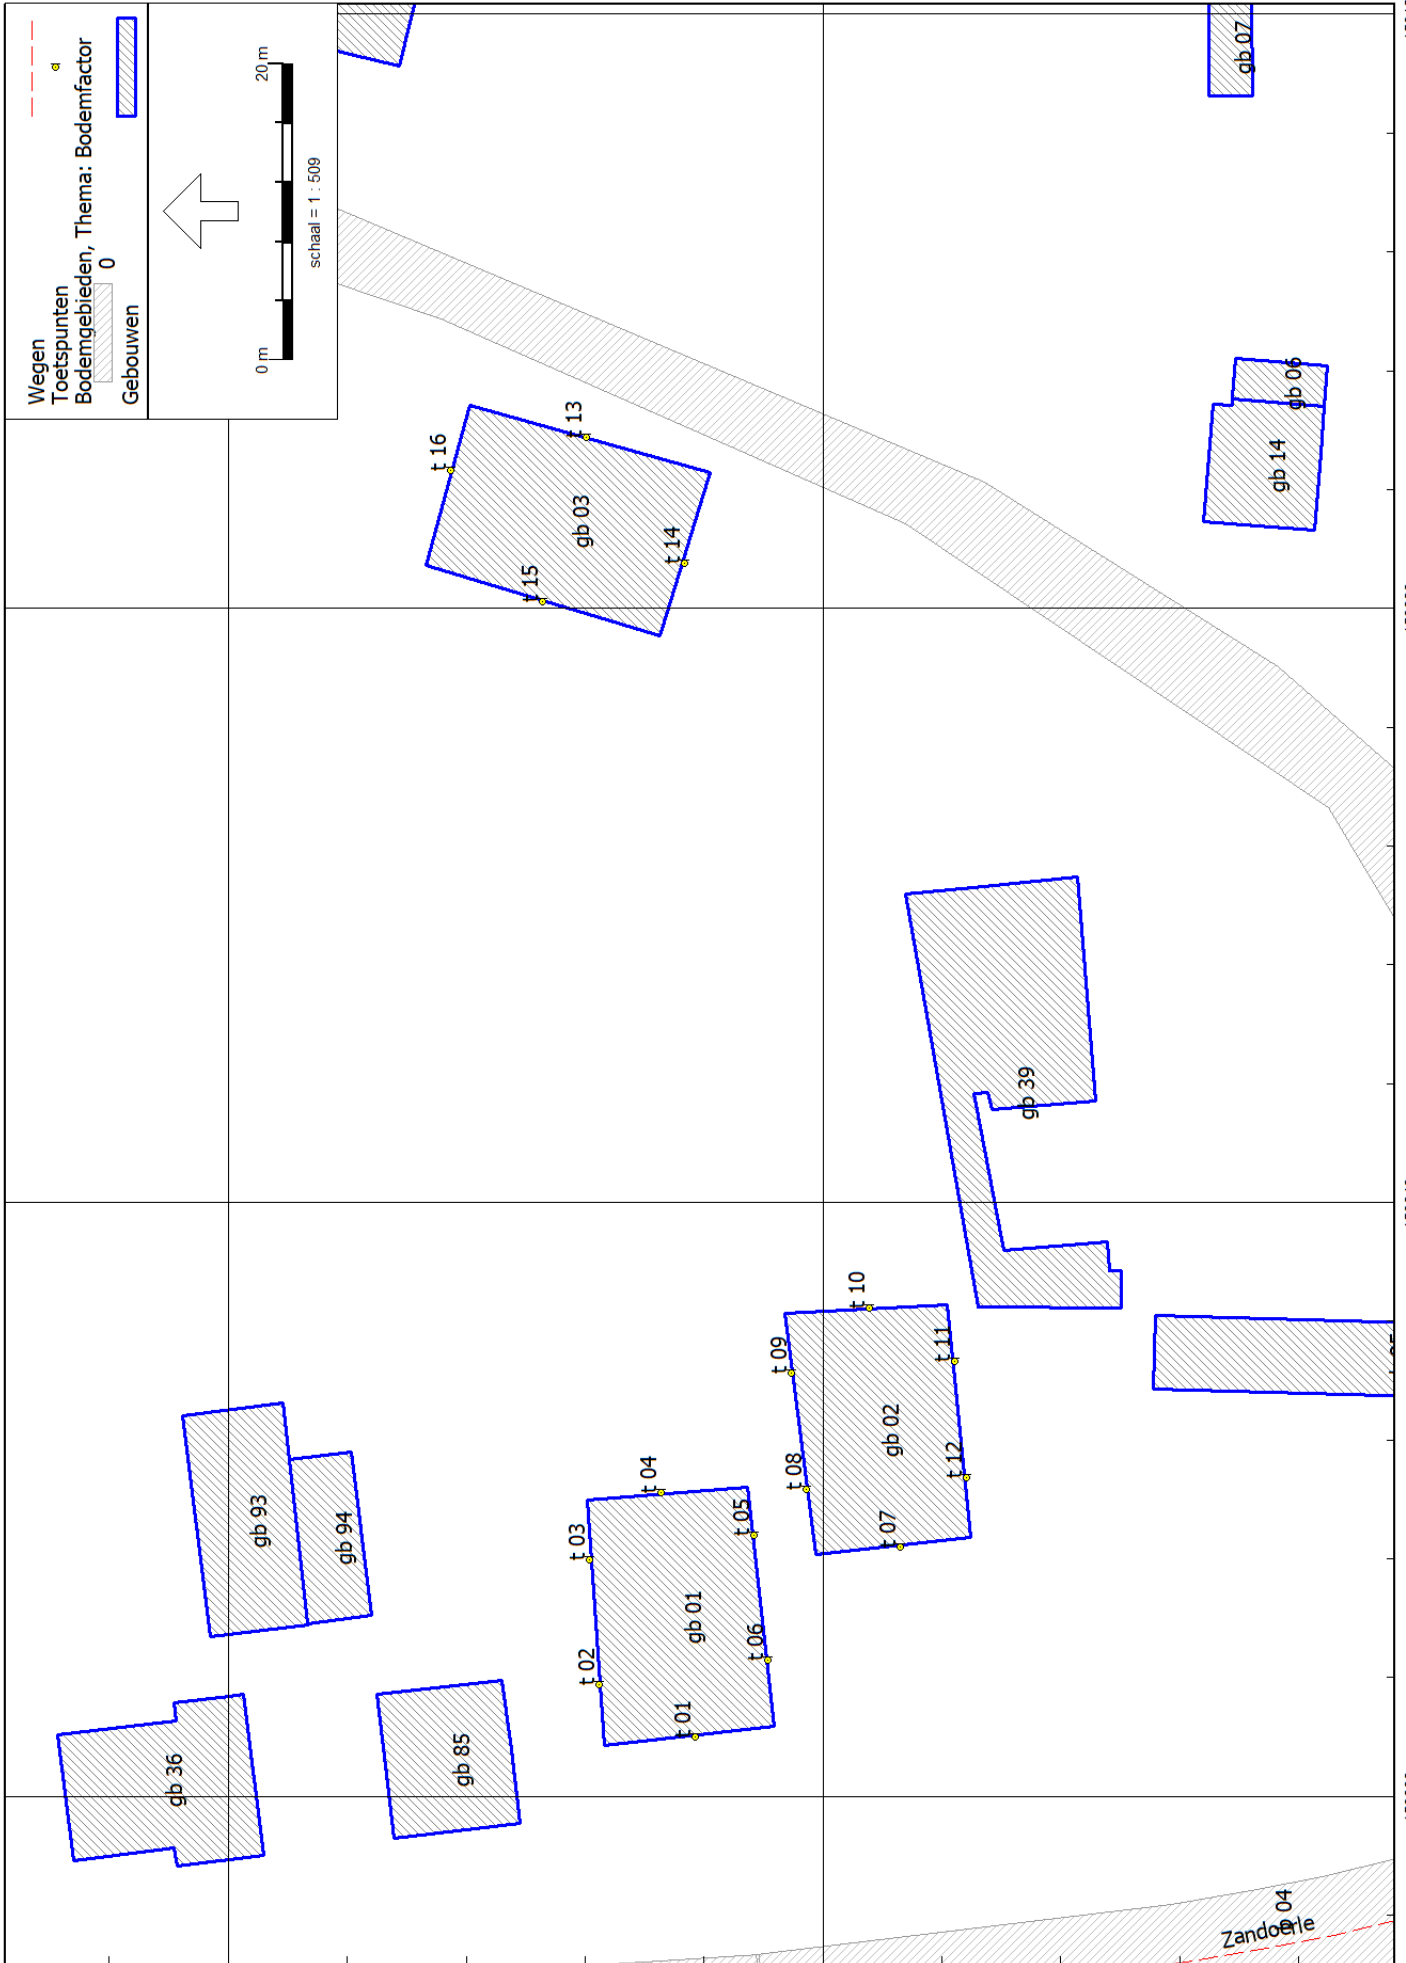 Wegen
Toetspunten
Bodemgebieden, Thema: Bodemfactor
0
Gebouwen
0 m
20 m
schaal = 1 : 509
gb 07
t 16
t 13
gb 03
t 15
t 14
gb 06
gb 14
gb 39
t 10
t 09
t 11
gb 02
t 08
t 12
t 07
gb 93
gb 94
t 04
t 03
t 05
gb 01
t 02
t 06
t 01
gb 36
gb 85
04
Zandoerle